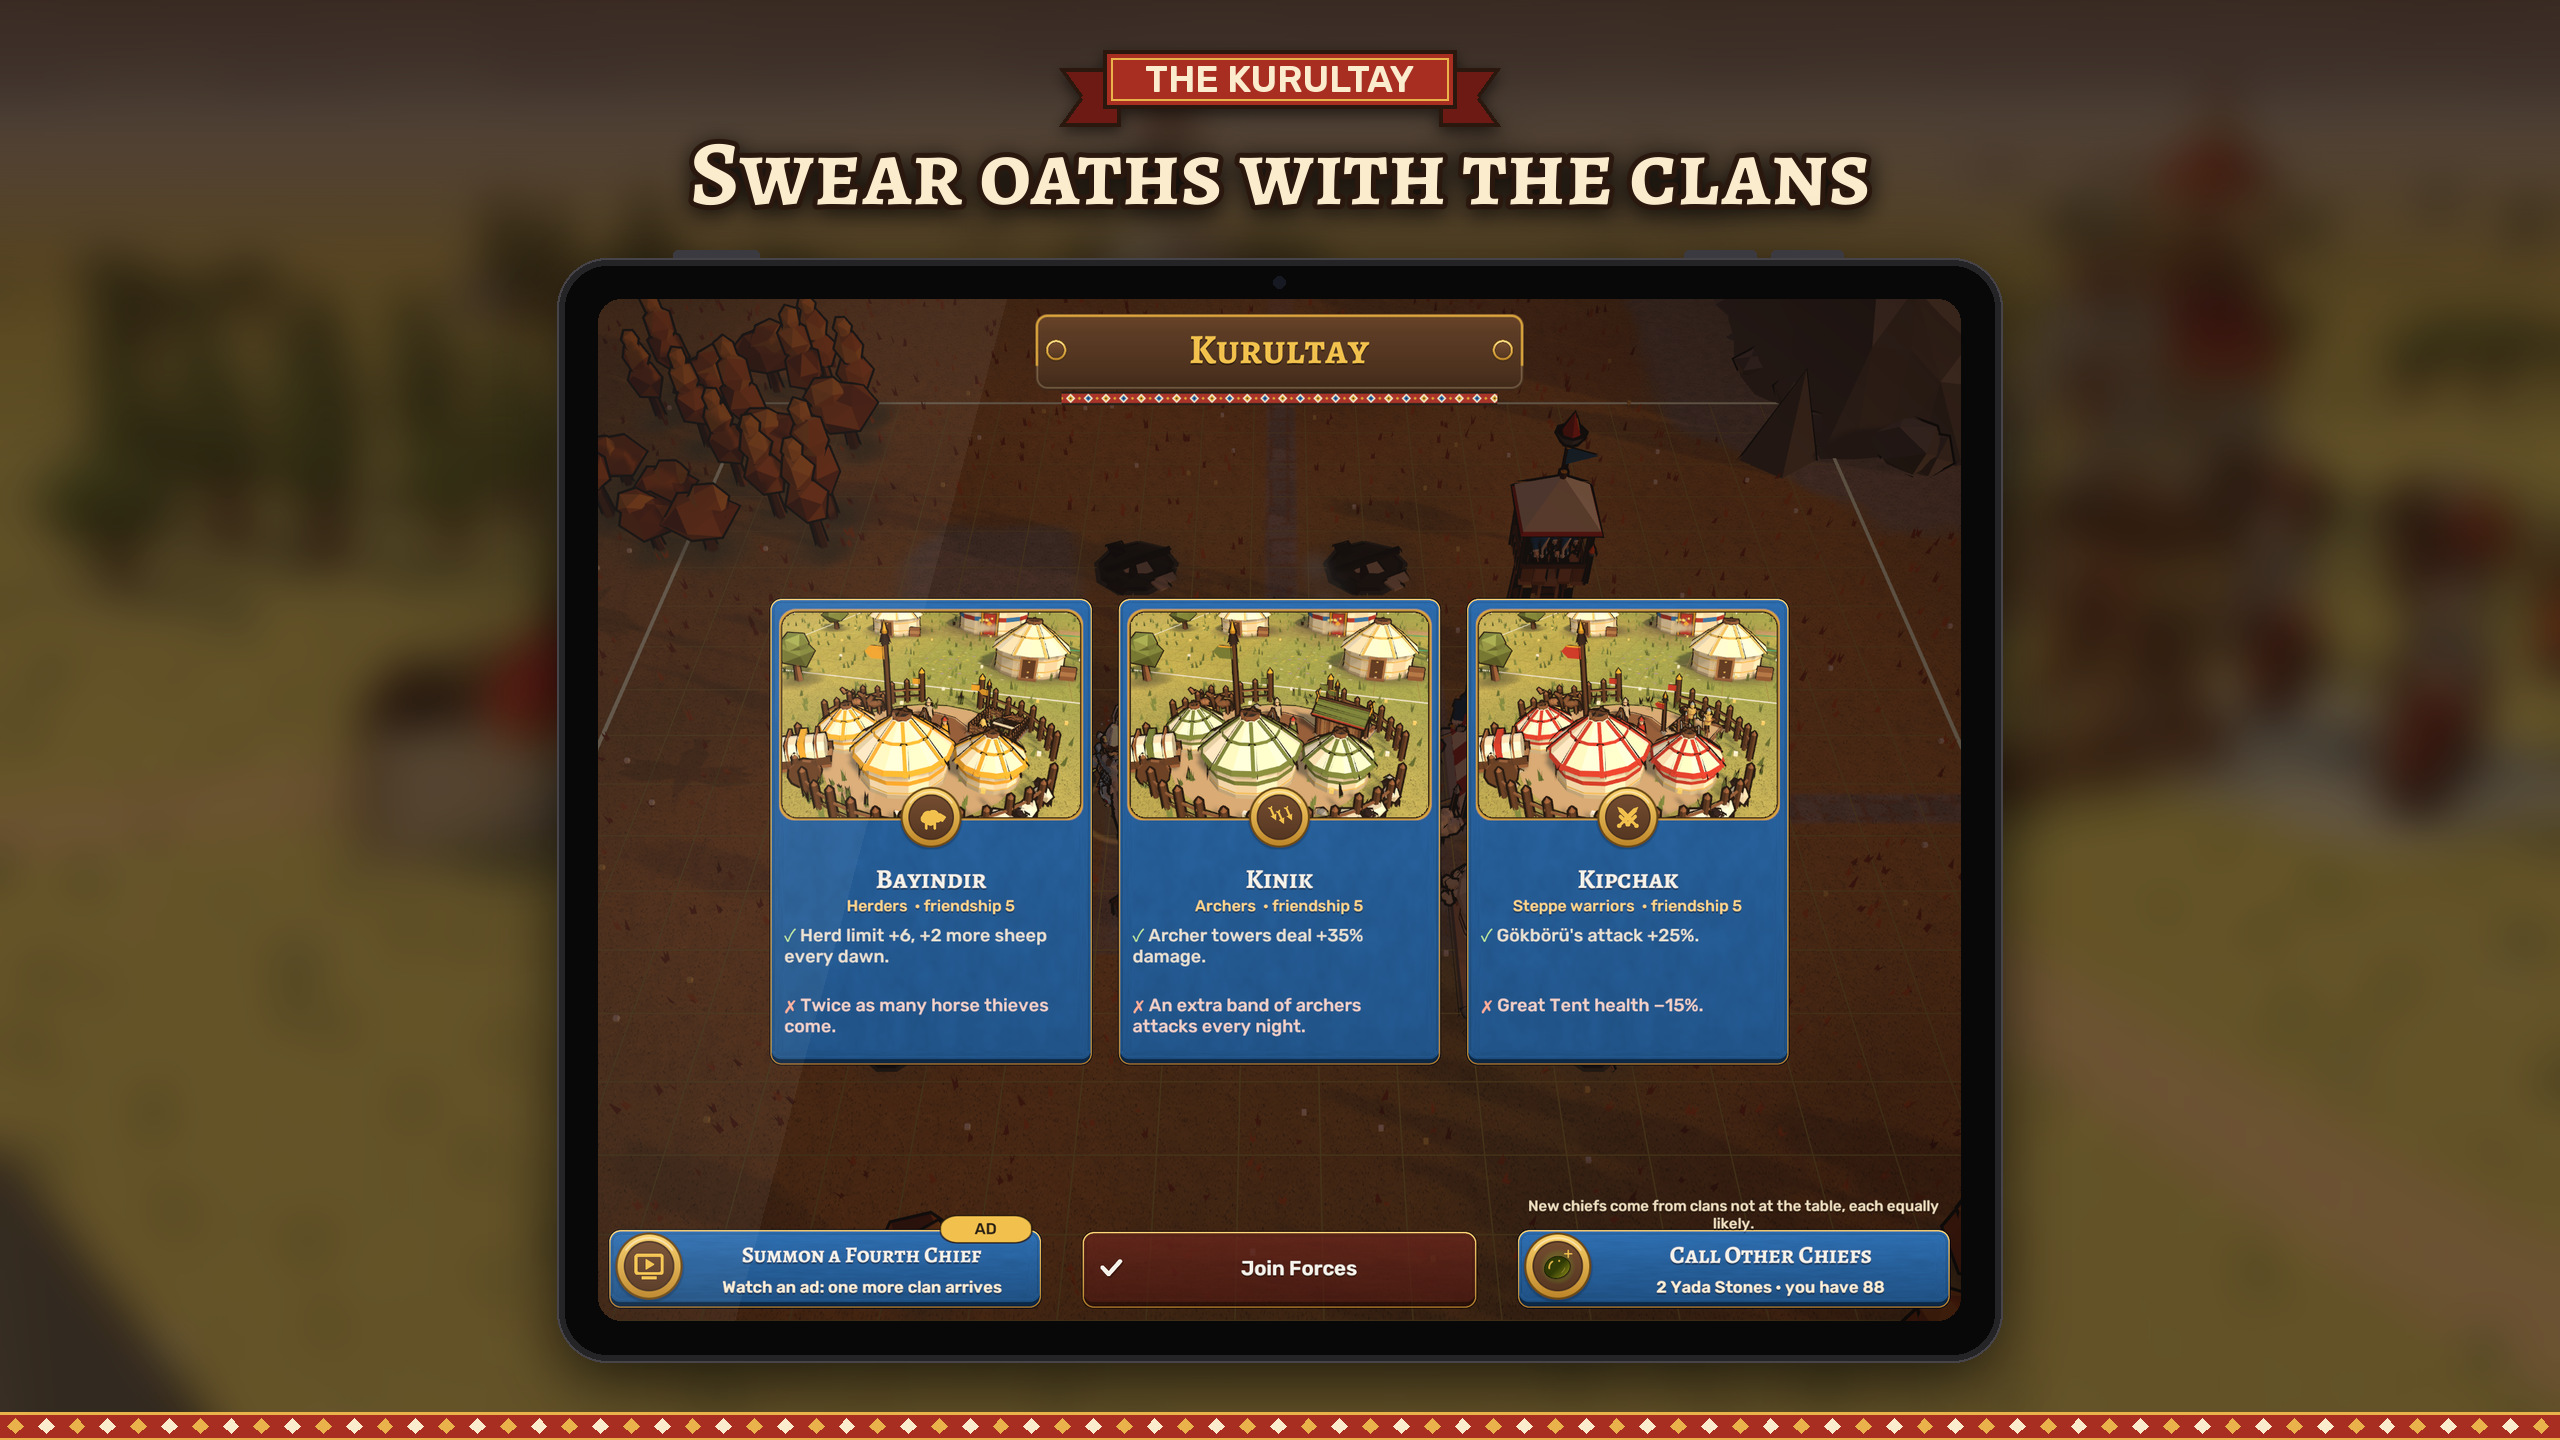 THE KURULTAY
SWEAR OATHS WITH THE CLANS
KURULTAY
BAYINDIR
Herders • friendship 5
✓ Herd limit +6, +2 more sheep
every dawn.
✗ Twice as many horse thieves
come.
KINIK
Archers • friendship 5
✓ Archer towers deal +35%
damage.
✗ An extra band of archers
attacks every night.
KIPCHAK
Steppe warriors • friendship 5
✓ Gökbörü's attack +25%.
✗ Great Tent health −15%.
AD
SUMMON A FOURTH CHIEF
Watch an ad: one more clan arrives
Join Forces
New chiefs come from clans not at the table, each equally
likely.
CALL OTHER CHIEFS
2 Yada Stones • you have 88